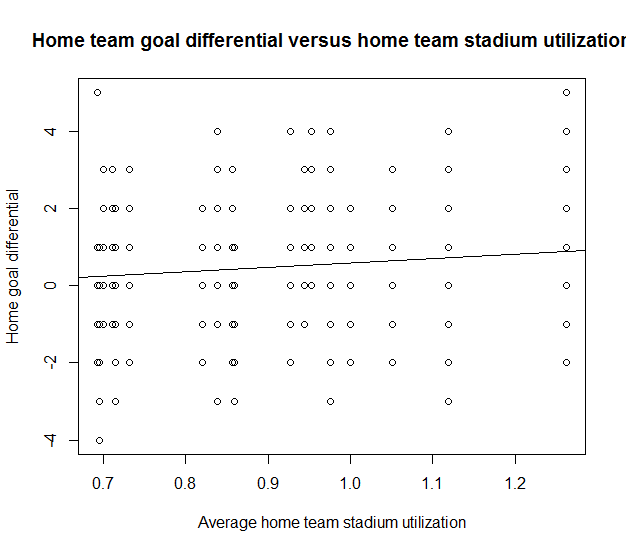 Home team goal differential versus home team stadium utilization
4
2
0
-2
-4
Home goal differential
0.7 0.8 0.9 1.0 1.1 1.2
Average home team stadium utilization